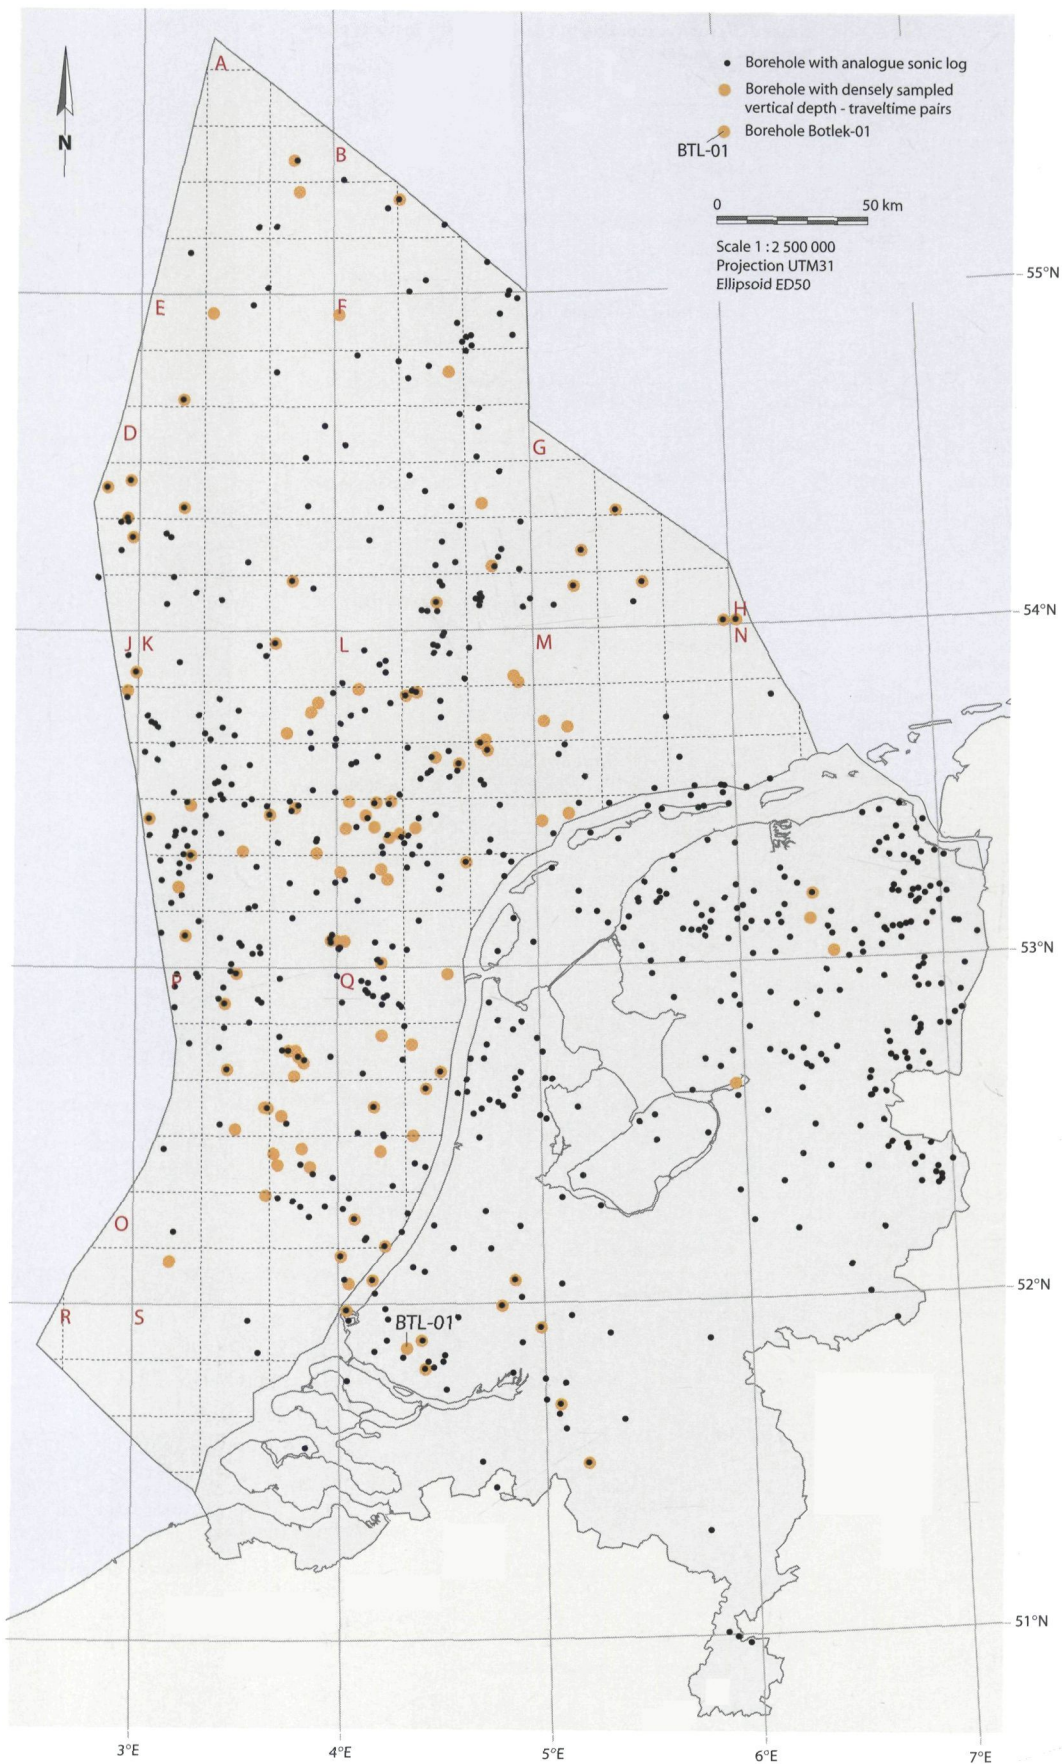 A
Borehole with analogue sonic log
Borehole with densely sampled
vertical depth - traveltime pairs
Borehole Botlek-01
BTL-01
N
B
0 50 km
Scale 1 : 2 500 000
Projection UTM31
Ellipsoid ED50
55°N
E F
D
G
54°N
H
J K L M N
53°N
P Q
O
52°N
R S
BTL-01
51°N
3°E 4°E 5°E 6°E 7°E